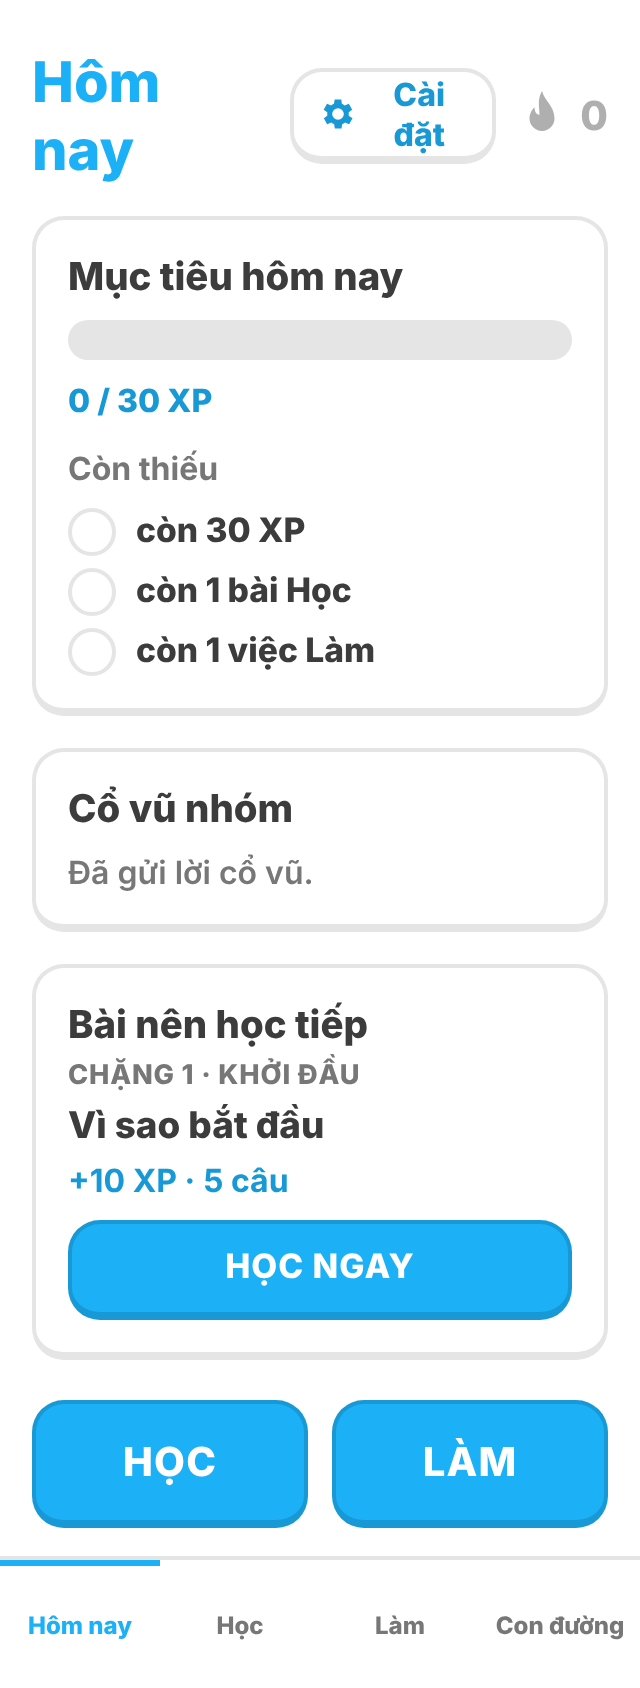 Hôm
nay
Cài
đặt
0
Mục tiêu hôm nay
0 / 30 XP
Còn thiếu
còn 30 XP
còn 1 bài Học
còn 1 việc Làm
Cổ vũ nhóm
Đã gửi lời cổ vũ.
Bài nên học tiếp
CHẶNG 1 · KHỞI ĐẦU
Vì sao bắt đầu
+10 XP · 5 câu
HỌC NGAY
HỌC
LÀM
Hôm nay
Học
Làm
Con đường